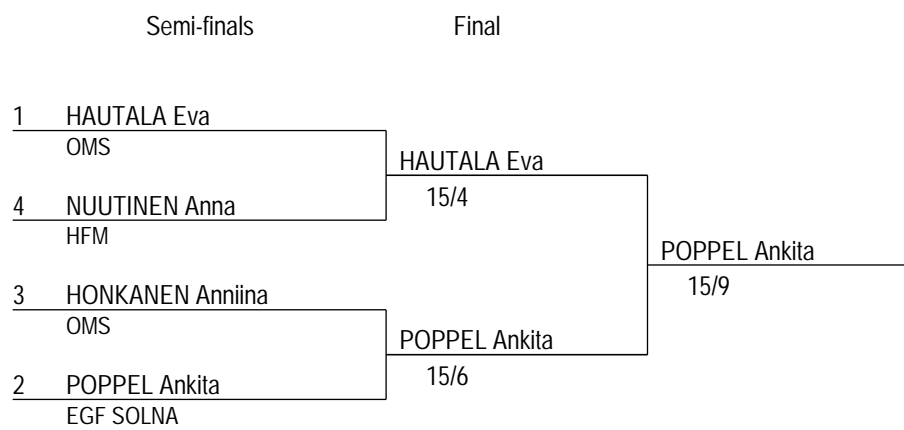 Semi-finals Final
1 HAUTALA Eva
OMS
HAUTALA Eva
15/4
4 NUUTINEN Anna
HFM
POPPEL Ankita
15/9
3 HONKANEN Anniina
OMS
POPPEL Ankita
15/6
2 POPPEL Ankita
EGF SOLNA